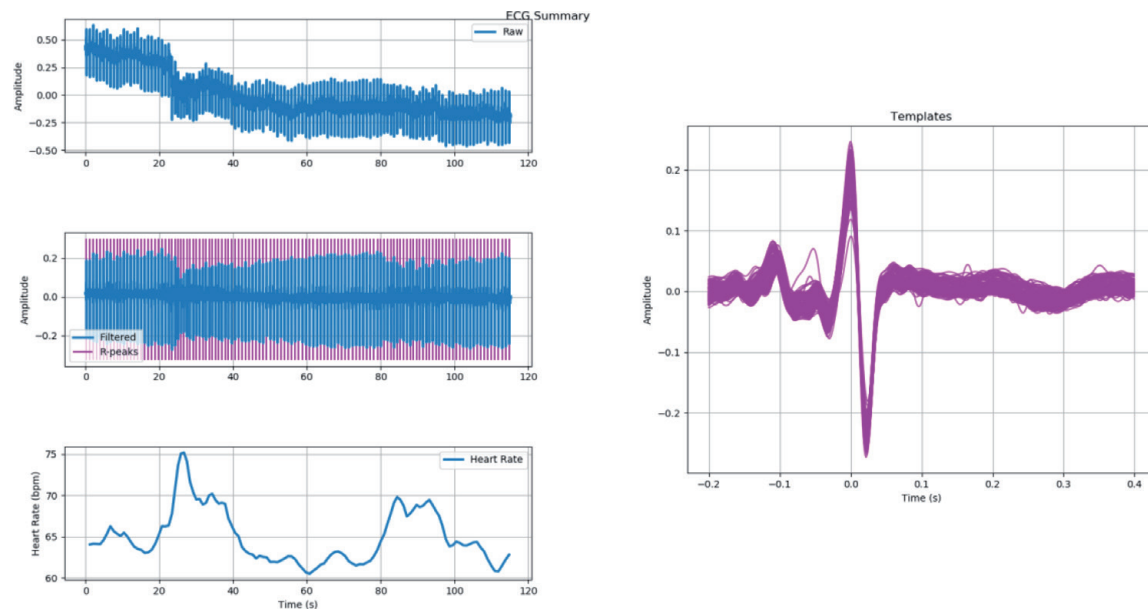 ECG Summary
Raw
Amplitude
0.50
0.25
0.00
−0.25
−0.50
0 20 40 60 80 100 120
Amplitude
0.2
0.0
−0.2
Filtered
R-peaks
0 20 40 60 80 100 120
Heart Rate
Heart Rate (bpm)
75
70
65
60
0 20 40 60 80 100 120
Time (s)
Templates
Amplitude
0.2
0.1
0.0
−0.1
−0.2
−0.2 −0.1 0.0 0.1 0.2 0.3 0.4
Time (s)